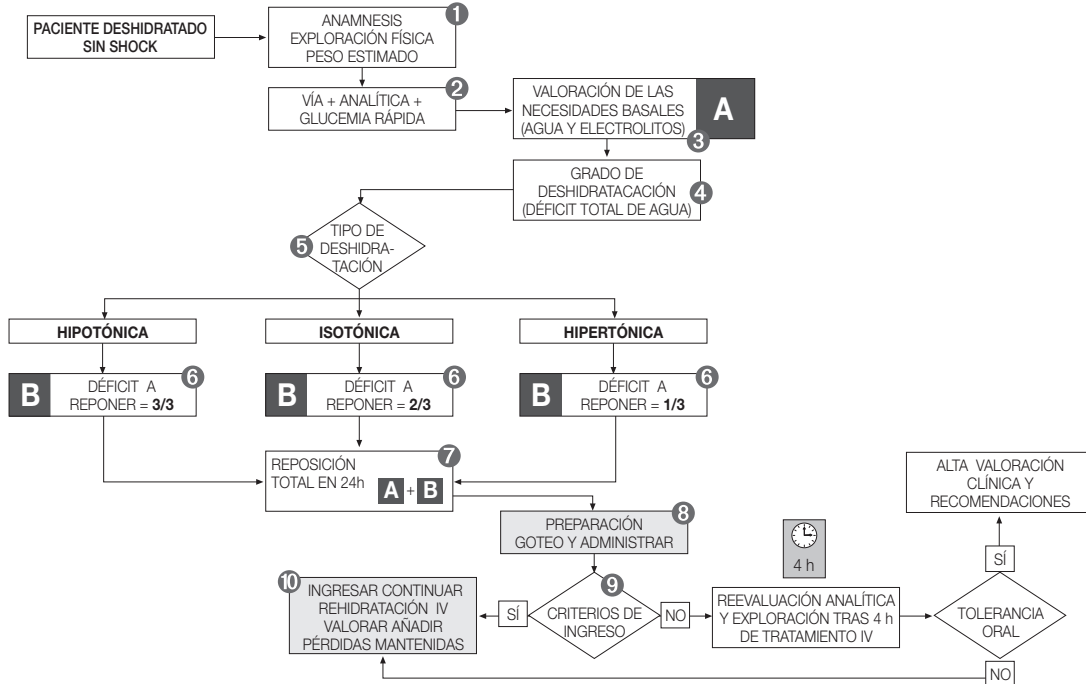 PACIENTE DESHIDRATADO
SIN SHOCK
1
ANAMNESIS
EXPLORACIÓN FÍSICA
PESO ESTIMADO
2
VÍA + ANALÍTICA +
GLUCEMIA RÁPIDA
VALORACIÓN DE LAS
NECESIDADES BASALES
(AGUA Y ELECTROLITOS)
A
3
GRADO DE
DESHIDRATACACIÓN
(DÉFICIT TOTAL DE AGUA)
4
5
TIPO DE
DESHIDRA-
TACIÓN
HIPOTÓNICA
ISOTÓNICA
HIPERTÓNICA
B
DÉFICIT A
REPONER = 3/3
6
B
DÉFICIT A
REPONER = 2/3
6
B
DÉFICIT A
REPONER = 1/3
6
7
REPOSICIÓN
TOTAL EN 24h
A + B
8
PREPARACIÓN
GOTEO Y ADMINISTRAR
9
CRITERIOS DE
INGRESO
SÍ
NO
10
INGRESAR CONTINUAR
REHIDRATACIÓN IV
VALORAR AÑADIR
PÉRDIDAS MANTENIDAS
4 h
REEVALUACIÓN ANALÍTICA
Y EXPLORACIÓN TRAS 4 h
DE TRATAMIENTO IV
TOLERANCIA
ORAL
SÍ
NO
ALTA VALORACIÓN
CLÍNICA Y
RECOMENDACIONES